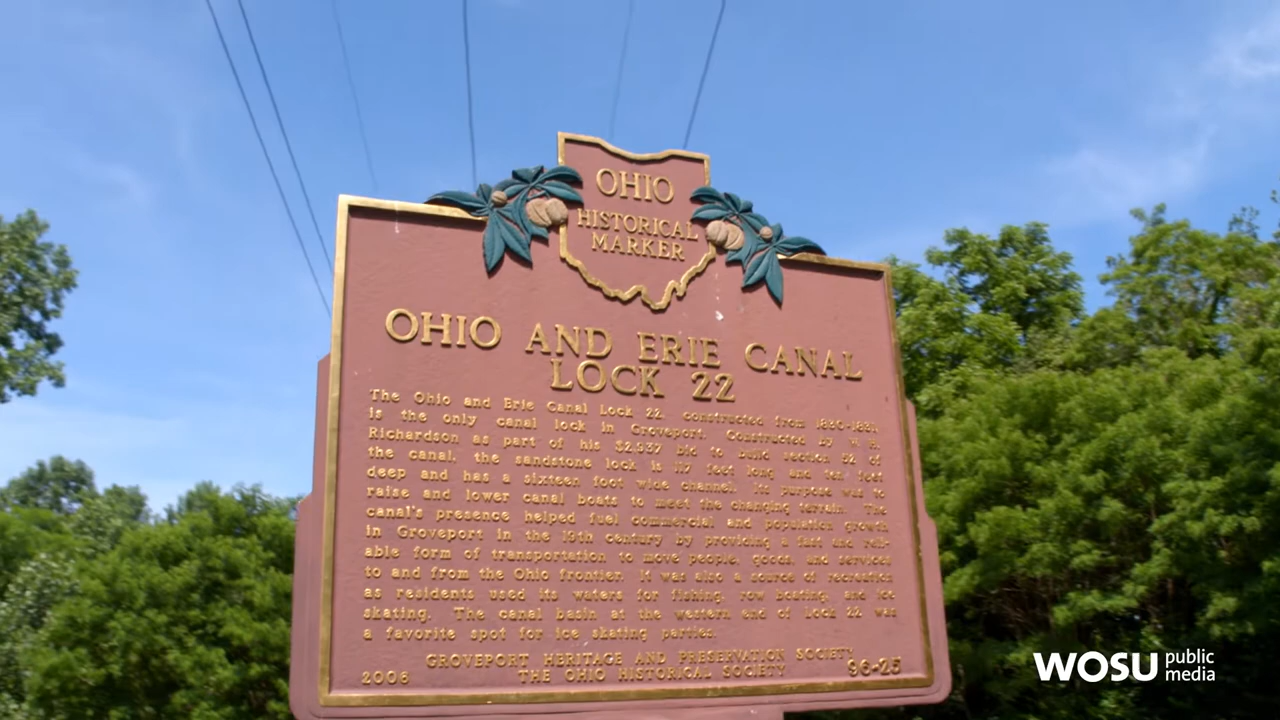 OHIO
HISTORICAL
MARKER
OHIO AND ERIE CANAL
LOCK 22
The Ohio and Erie Canal Lock 22, constructed from 1830-1831,
is the only canal lock in Groveport. Constructed by W. H.
Richardson as part of his $2,937 bid to build section 52 of
the canal, the sandstone lock is 117 feet long and ten feet
deep and has a sixteen foot wide channel. Its purpose was to
raise and lower canal boats to meet the changing terrain. The
canal's presence helped fuel commercial and population growth
in Groveport in the 19th century by providing a fast and reli-
able form of transportation to move people, goods, and services
to and from the Ohio frontier. It was also a source of recreation
as residents used its waters for fishing, row boating, and ice
skating. The canal basin at the western end of Lock 22 was
a favorite spot for ice skating parties.
GROVEPORT HERITAGE AND PRESERVATION SOCIETY
2006 THE OHIO HISTORICAL SOCIETY 96-25
WOSU public media